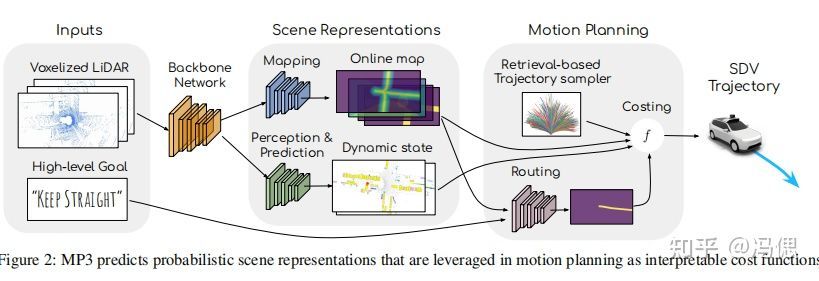 Inputs
Scene Representations
Motion Planning
Voxelized LiDAR
Backbone
Network
Mapping
Online map
Retrieval-based
Trajectory sampler
Costing
SDV
Trajectory
f
High-level Goal
"KEEP STRAIGHT"
Perception &
Prediction
Dynamic state
Routing
知乎 @冯偲
Figure 2: MP3 predicts probabilistic scene representations that are leveraged in motion planning as interpretable cost functions